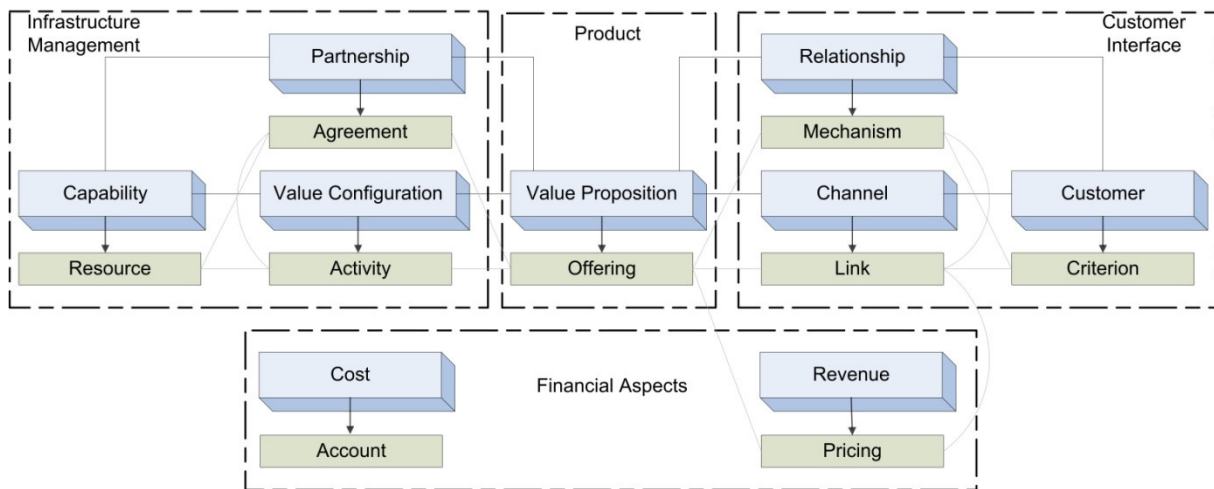 Infrastructure
Management
Partnership
Agreement
Capability
Value Configuration
Resource
Activity
Product
Value Proposition
Offering
Customer
Interface
Relationship
Mechanism
Channel
Customer
Link
Criterion
Financial Aspects
Cost
Account
Revenue
Pricing